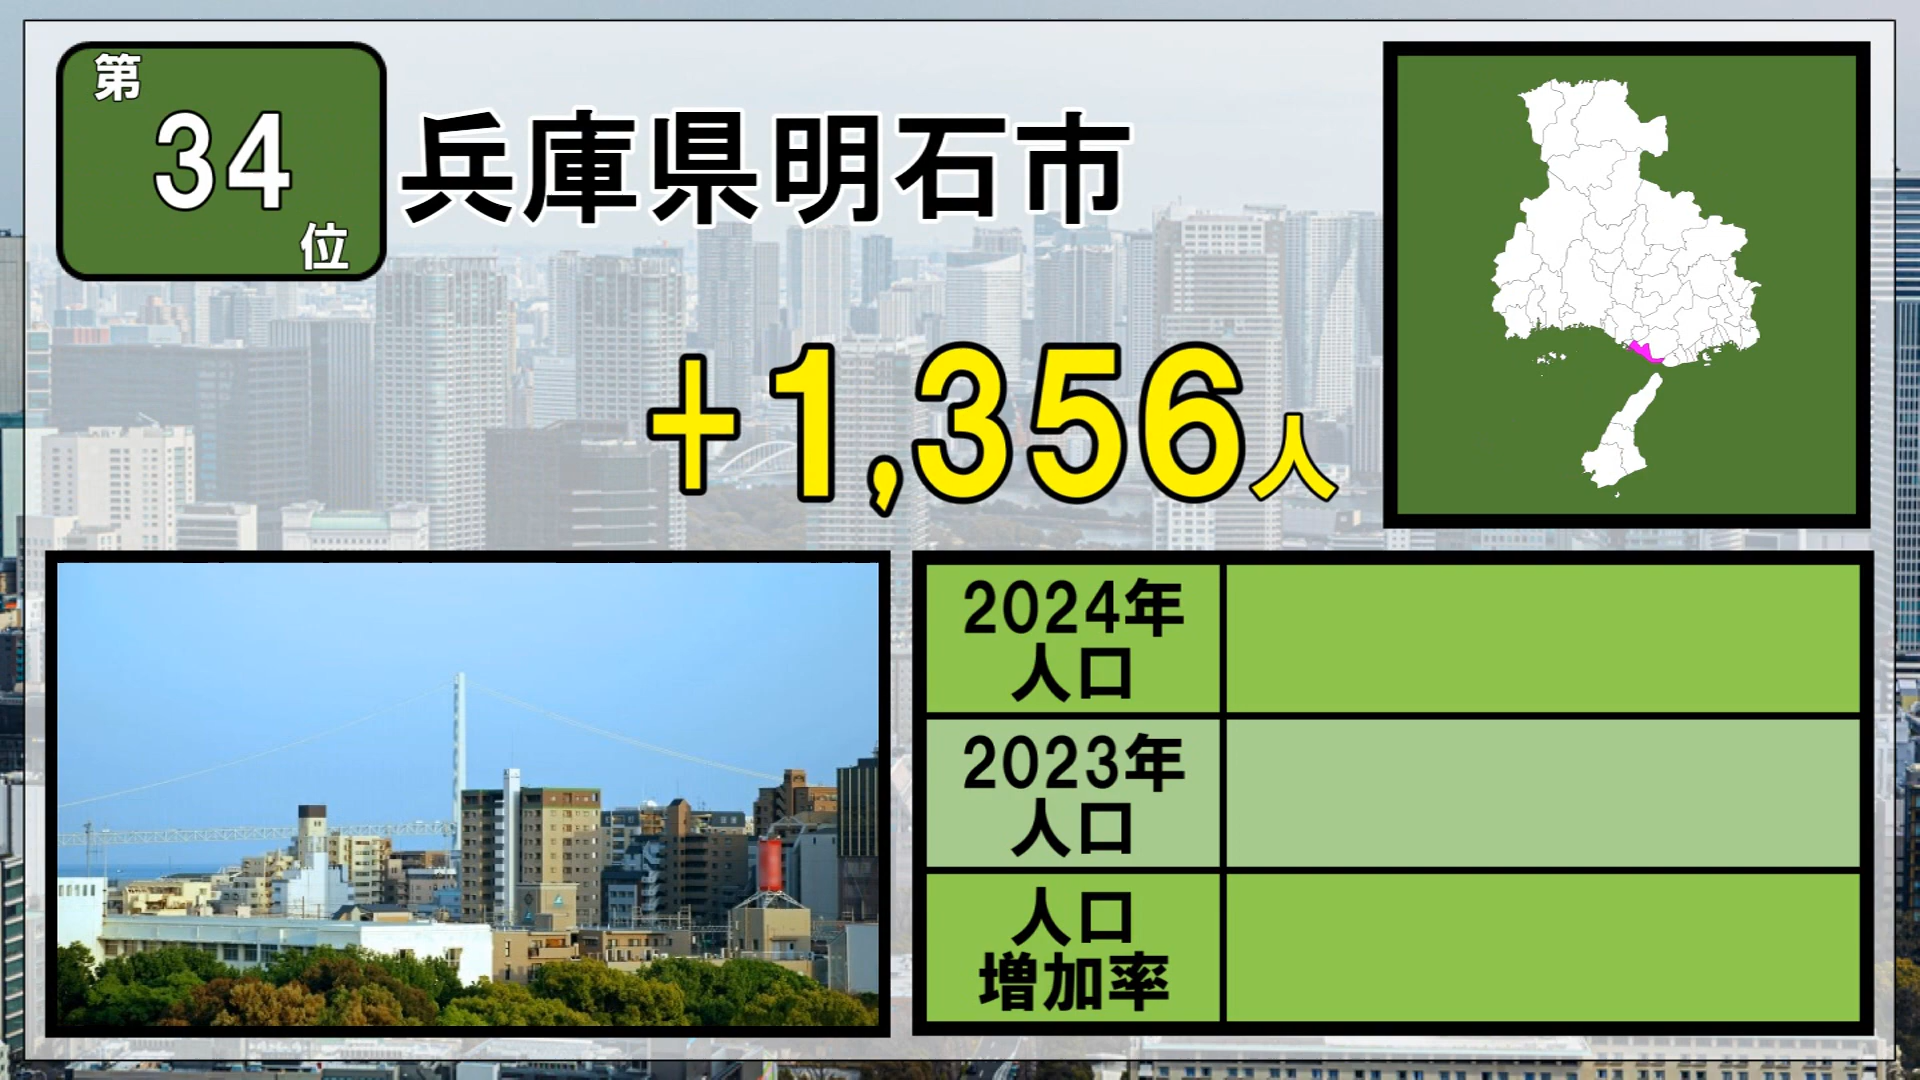 第
34
位
兵庫県明石市
+1,356人
2024年
人口
2023年
人口
人口
増加率